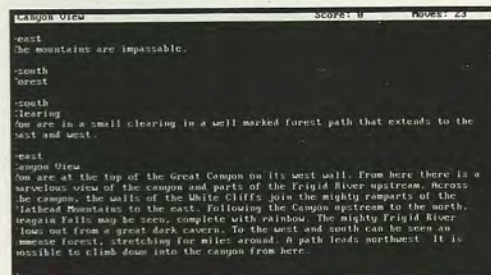 Canyon View Score: 0 Moves: 23
>east
The mountains are impassable.
>south
Forest
>south
Clearing
You are in a small clearing in a well marked forest path that extends to the
east and west.
>east
Canyon View
You are at the top of the Great Canyon on its west wall. From here there is a
marvelous view of the canyon and parts of the Frigid River upstream. Across
the canyon, the walls of the White Cliffs join the mighty ramparts of the
Flathead Mountains to the east. Following the Canyon upstream to the north,
Aragain Falls may be seen, complete with rainbow. The mighty Frigid River
flows out from a great dark cavern. To the west and south can be seen an
immense forest, stretching for miles around. A path leads northwest. It is
possible to climb down into the canyon from here.